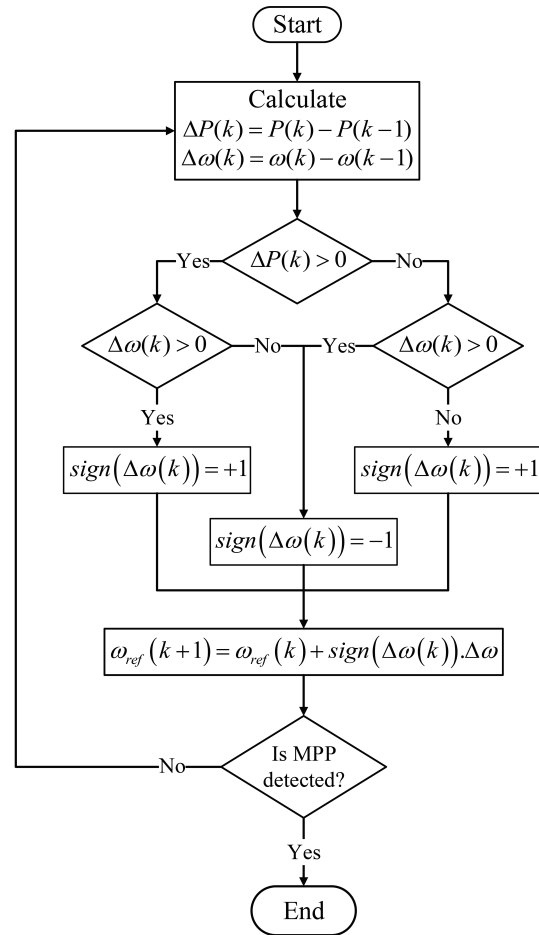 Start
Calculate
ΔP(k) = P(k) − P(k−1)
Δω(k) = ω(k) − ω(k−1)
Yes
ΔP(k) > 0
No
Δω(k) > 0
No
Yes
Δω(k) > 0
Yes
No
sign(Δω(k)) = +1
sign(Δω(k)) = +1
sign(Δω(k)) = −1
ω_ref(k+1) = ω_ref(k) + sign(Δω(k)).Δω
No
Is MPP
detected?
Yes
End